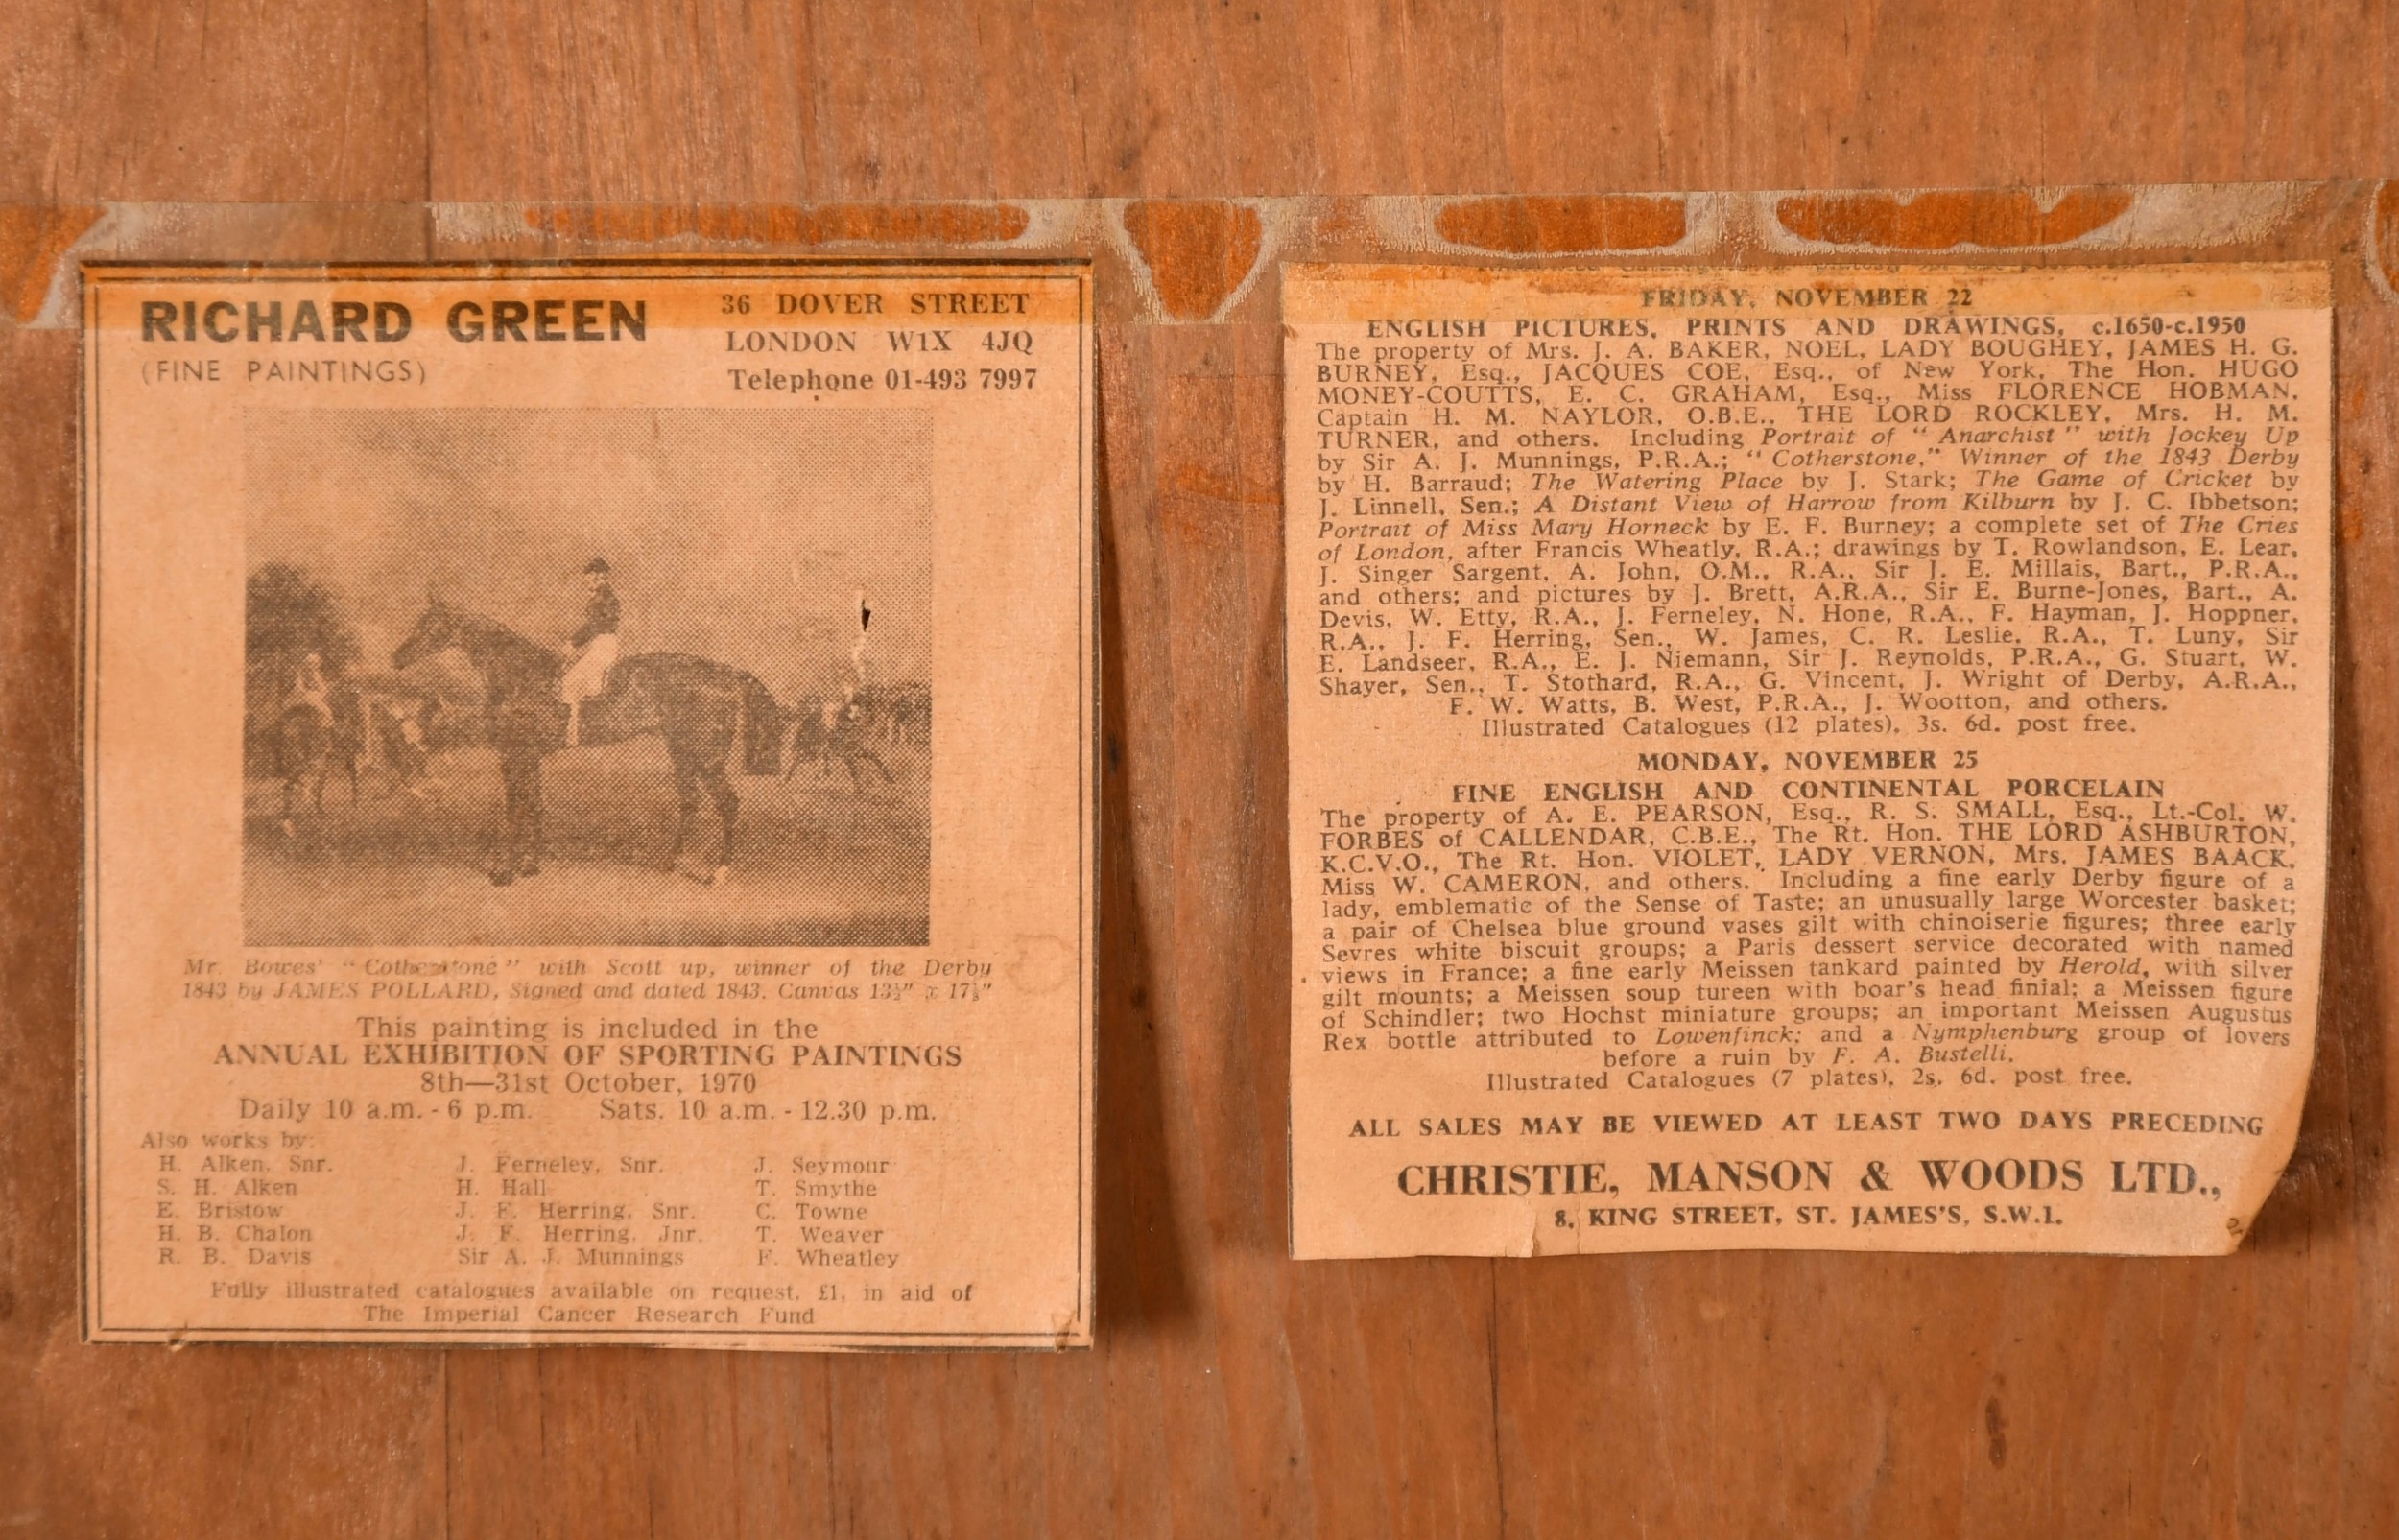 RICHARD GREEN
(FINE PAINTINGS)
36 DOVER STREET
LONDON W1X 4JQ
Telephone 01-493 7997
Mr. Bowes' "Cotherstone" with Scott up, winner of the Derby
1843 by JAMES POLLARD, Signed and dated 1843. Canvas 13½" x 17½"
This painting is included in the
ANNUAL EXHIBITION OF SPORTING PAINTINGS
8th—31st October, 1970
Daily 10 a.m. - 6 p.m. Sats. 10 a.m. - 12.30 p.m.
Also works by:
H. Alken, Snr. J. Ferneley, Snr. J. Seymour
S. H. Alken H. Hall T. Smythe
E. Bristow J. F. Herring, Snr. C. Towne
H. B. Chalon J. F. Herring, Jnr. T. Weaver
R. B. Davis Sir A. J. Munnings F. Wheatley
Fully illustrated catalogues available on request, £1, in aid of
The Imperial Cancer Research Fund
FRIDAY, NOVEMBER 22
ENGLISH PICTURES, PRINTS AND DRAWINGS, c.1650-c.1950
The property of Mrs. J. A. BAKER, NOEL, LADY BOUGHEY, JAMES H. G.
BURNEY, Esq., JACQUES COE, Esq., of New York, The Hon. HUGO
MONEY-COUTTS, E. C. GRAHAM, Esq., Miss FLORENCE HOBMAN,
Captain H. M. NAYLOR, O.B.E., THE LORD ROCKLEY, Mrs. H. M.
TURNER, and others. Including Portrait of "Anarchist" with Jockey Up
by Sir A. J. Munnings, P.R.A.; "Cotherstone," Winner of the 1843 Derby
by H. Barraud; The Watering Place by J. Stark; The Game of Cricket by
J. Linnell, Sen.; A Distant View of Harrow from Kilburn by J. C. Ibbetson;
Portrait of Miss Mary Horneck by E. F. Burney; a complete set of The Cries
of London, after Francis Wheatly, R.A.; drawings by T. Rowlandson, E. Lear,
J. Singer Sargent, A. John, O.M., R.A., Sir J. E. Millais, Bart., P.R.A.,
and others; and pictures by J. Brett, A.R.A., Sir E. Burne-Jones, Bart., A.
Devis, W. Etty, R.A., J. Ferneley, N. Hone, R.A., F. Hayman, J. Hoppner,
R.A., J. F. Herring, Sen., W. James, C. R. Leslie, R.A., T. Luny, Sir
E. Landseer, R.A., E. J. Niemann, Sir J. Reynolds, P.R.A., G. Stuart, W.
Shayer, Sen., T. Stothard, R.A., G. Vincent, J. Wright of Derby, A.R.A.,
F. W. Watts, B. West, P.R.A., J. Wootton, and others.
Illustrated Catalogues (12 plates), 3s. 6d. post free.
MONDAY, NOVEMBER 25
FINE ENGLISH AND CONTINENTAL PORCELAIN
The property of A. E. PEARSON, Esq., R. S. SMALL, Esq., Lt.-Col. W.
FORBES of CALLENDAR, C.B.E., The Rt. Hon. THE LORD ASHBURTON,
K.C.V.O., The Rt. Hon. VIOLET, LADY VERNON, Mrs. JAMES BAACK,
Miss W. CAMERON, and others. Including a fine early Derby figure of a
lady, emblematic of the Sense of Taste; an unusually large Worcester basket;
a pair of Chelsea blue ground vases gilt with chinoiserie figures; three early
Sevres white biscuit groups; a Paris dessert service decorated with named
views in France; a fine early Meissen tankard painted by Herold, with silver
gilt mounts; a Meissen soup tureen with boar's head finial; a Meissen figure
of Schindler; two Hochst miniature groups; an important Meissen Augustus
Rex bottle attributed to Lowenfinck; and a Nymphenburg group of lovers
before a ruin by F. A. Bustelli.
Illustrated Catalogues (7 plates), 2s. 6d. post free.
ALL SALES MAY BE VIEWED AT LEAST TWO DAYS PRECEDING
CHRISTIE, MANSON & WOODS LTD.,
8, KING STREET, ST. JAMES'S, S.W.1.